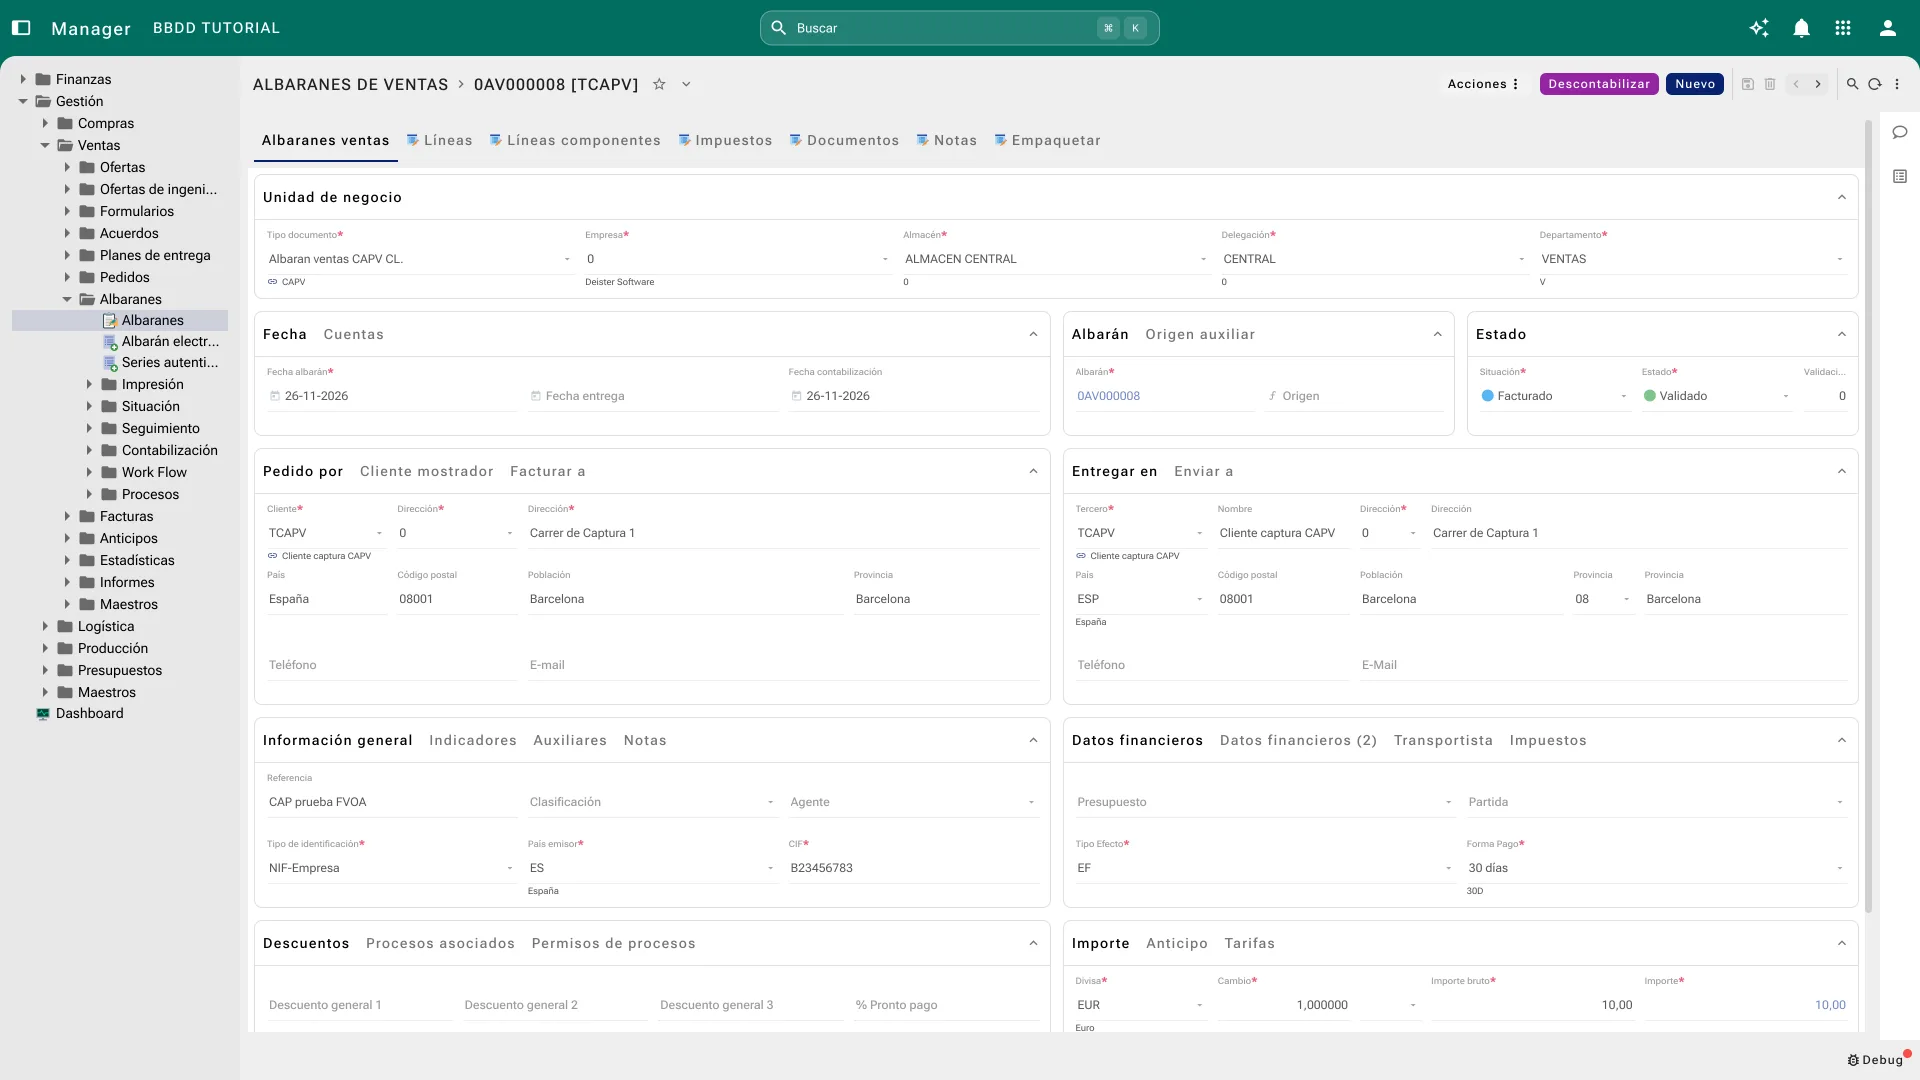 Manager
BBDD TUTORIAL
Buscar
⌘ K
Finanzas
Gestión
Compras
Ventas
Ofertas
Ofertas de ingeni...
Formularios
Acuerdos
Planes de entrega
Pedidos
Albaranes
Albaranes
Albarán electr...
Series autenti...
Impresión
Situación
Seguimiento
Contabilización
Work Flow
Procesos
Facturas
Anticipos
Estadísticas
Informes
Maestros
Logística
Producción
Presupuestos
Maestros
Dashboard
ALBARANES DE VENTAS > 0AV000008 [TCAPV]
Acciones
Descontabilizar
Nuevo
Albaranes ventas Líneas Líneas componentes Impuestos Documentos Notas Empaquetar
Unidad de negocio
Tipo documento* Empresa* Almacén* Delegación* Departamento*
Albaran ventas CAPV CL. 0 ALMACEN CENTRAL CENTRAL VENTAS
CAPV Deister Software 0 0 V
Fecha Cuentas
Fecha albarán* Fecha contabilización
26-11-2026 Fecha entrega 26-11-2026
Albarán Origen auxiliar
Albarán*
0AV000008 Origen
Estado
Situación* Estado* Validaci...
Facturado Validado 0
Pedido por Cliente mostrador Facturar a
Cliente* Dirección* Dirección*
TCAPV 0 Carrer de Captura 1
Cliente captura CAPV
País Código postal Población Provincia
España 08001 Barcelona Barcelona
Teléfono E-mail
Entregar en Enviar a
Tercero* Nombre Dirección* Dirección
TCAPV Cliente captura CAPV 0 Carrer de Captura 1
Cliente captura CAPV
País Código postal Población Provincia Provincia
ESP 08001 Barcelona 08 Barcelona
España
Teléfono E-Mail
Información general Indicadores Auxiliares Notas
Referencia
CAP prueba FVOA Clasificación Agente
Tipo de identificación* País emisor* CIF*
NIF-Empresa ES B23456783
España
Datos financieros Datos financieros (2) Transportista Impuestos
Presupuesto Partida
Tipo Efecto* Forma Pago*
EF 30 días
30D
Descuentos Procesos asociados Permisos de procesos
Descuento general 1 Descuento general 2 Descuento general 3 % Pronto pago
Importe Anticipo Tarifas
Divisa* Cambio* Importe bruto* Importe*
EUR 1,000000 10,00 10,00
Euro
Debug